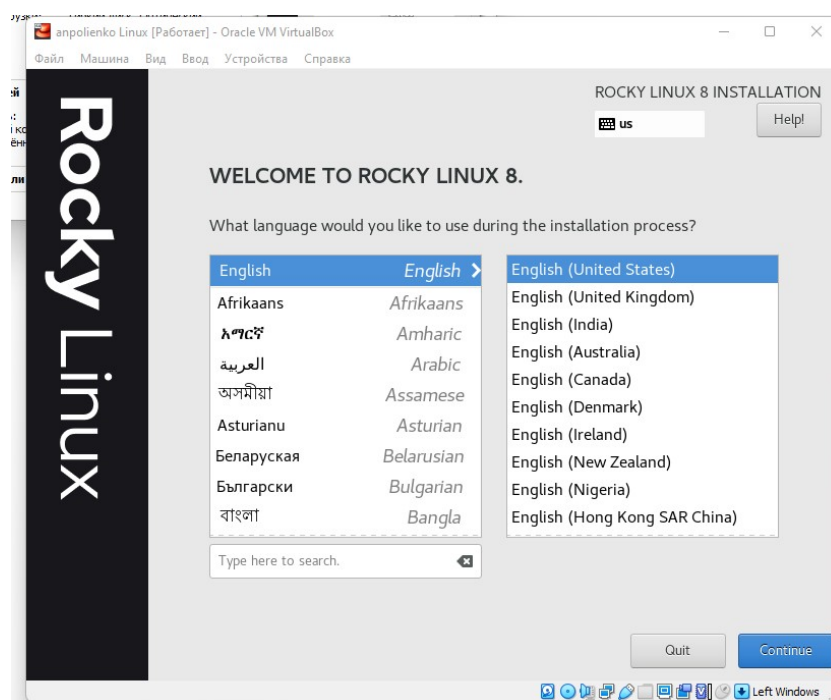 anpolienko Linux [Работает] - Oracle VM VirtualBox
Файл Машина Вид Ввод Устройства Справка
Rocky Linux
ROCKY LINUX 8 INSTALLATION
us
Help!
WELCOME TO ROCKY LINUX 8.
What language would you like to use during the installation process?
English English
Afrikaans Afrikaans
አማርኛ Amharic
العربية Arabic
অসমীয়া Assamese
Asturianu Asturian
Беларуская Belarusian
Български Bulgarian
বাংলা Bangla
English (United States)
English (United Kingdom)
English (India)
English (Australia)
English (Canada)
English (Denmark)
English (Ireland)
English (New Zealand)
English (Nigeria)
English (Hong Kong SAR China)
Type here to search.
Quit
Continue
Left Windows